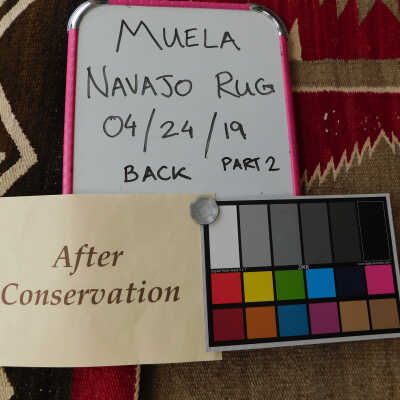 MUELA
NAVAJO RUG
04/24/19
BACK PART 2
After
Conservation